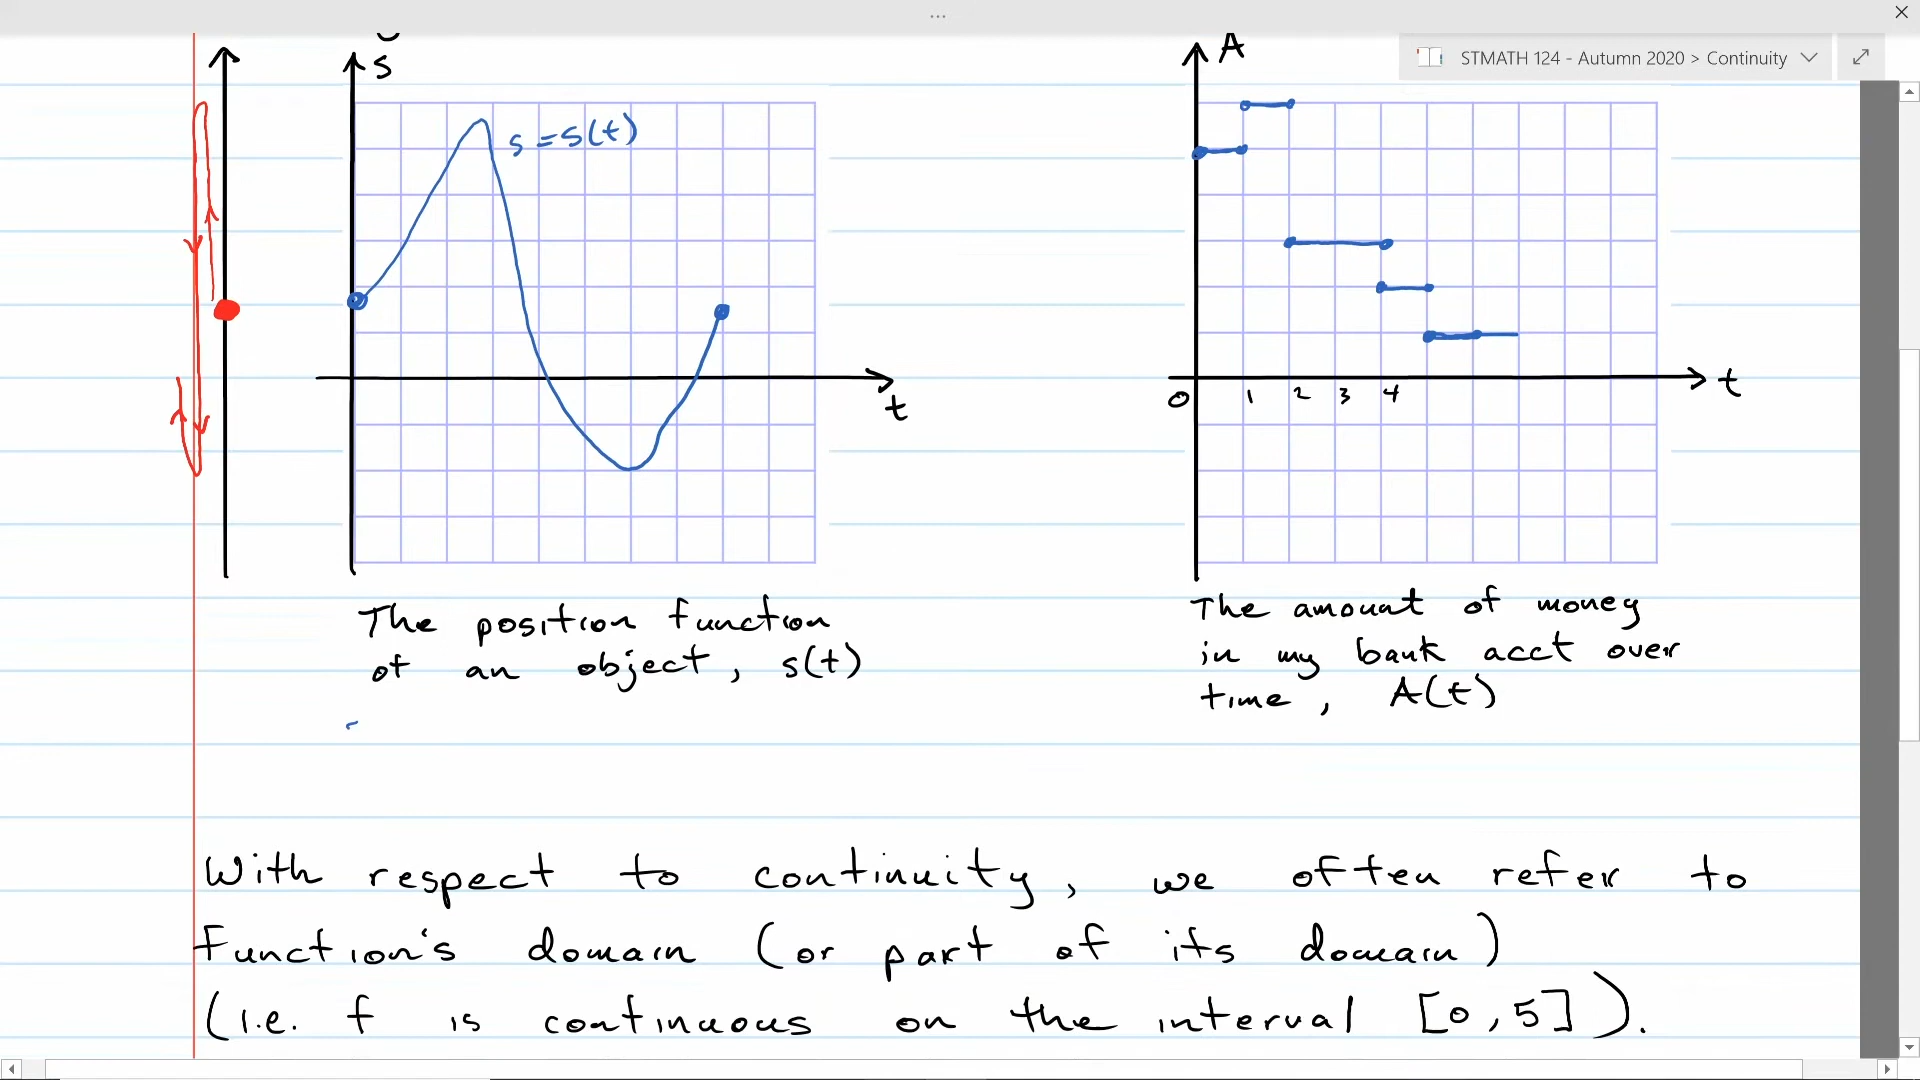 ...
STMATH 124 - Autumn 2020 > Continuity
s
A
s = s(t)
t
0 1 2 3 4
t
The position function
of an object, s(t)
The amount of money
in my bank acct over
time, A(t)
With respect to continuity, we often refer to
function's domain (or part of its domain)
(i.e. f is continuous on the interval [0,5]).